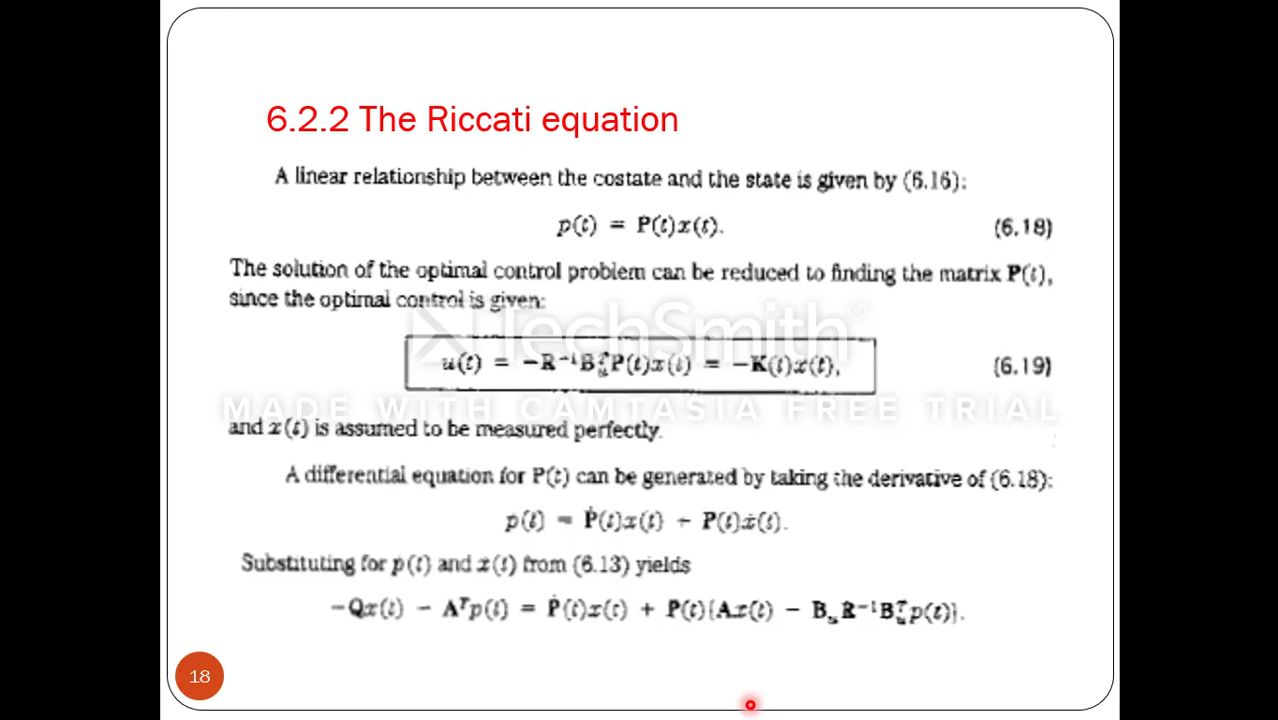 6.2.2 The Riccati equation
A linear relationship between the costate and the state is given by (6.16):
p(t) = P(t)x(t). (6.18)
The solution of the optimal control problem can be reduced to finding the matrix P(t),
since the optimal control is given:
TechSmith®
u(t) = −R⁻¹BᵤᵀP(t)x(t) = −K(t)x(t), (6.19)
MADE WITH CAMTASIA FREE TRIAL
and x(t) is assumed to be measured perfectly.
A differential equation for P(t) can be generated by taking the derivative of (6.18):
ṗ(t) = Ṗ(t)x(t) + P(t)ẋ(t).
Substituting for ṗ(t) and ẋ(t) from (6.13) yields
−Qx(t) − Aᵀp(t) = Ṗ(t)x(t) + P(t){Ax(t) − BᵤR⁻¹Bᵤᵀp(t)}.
18